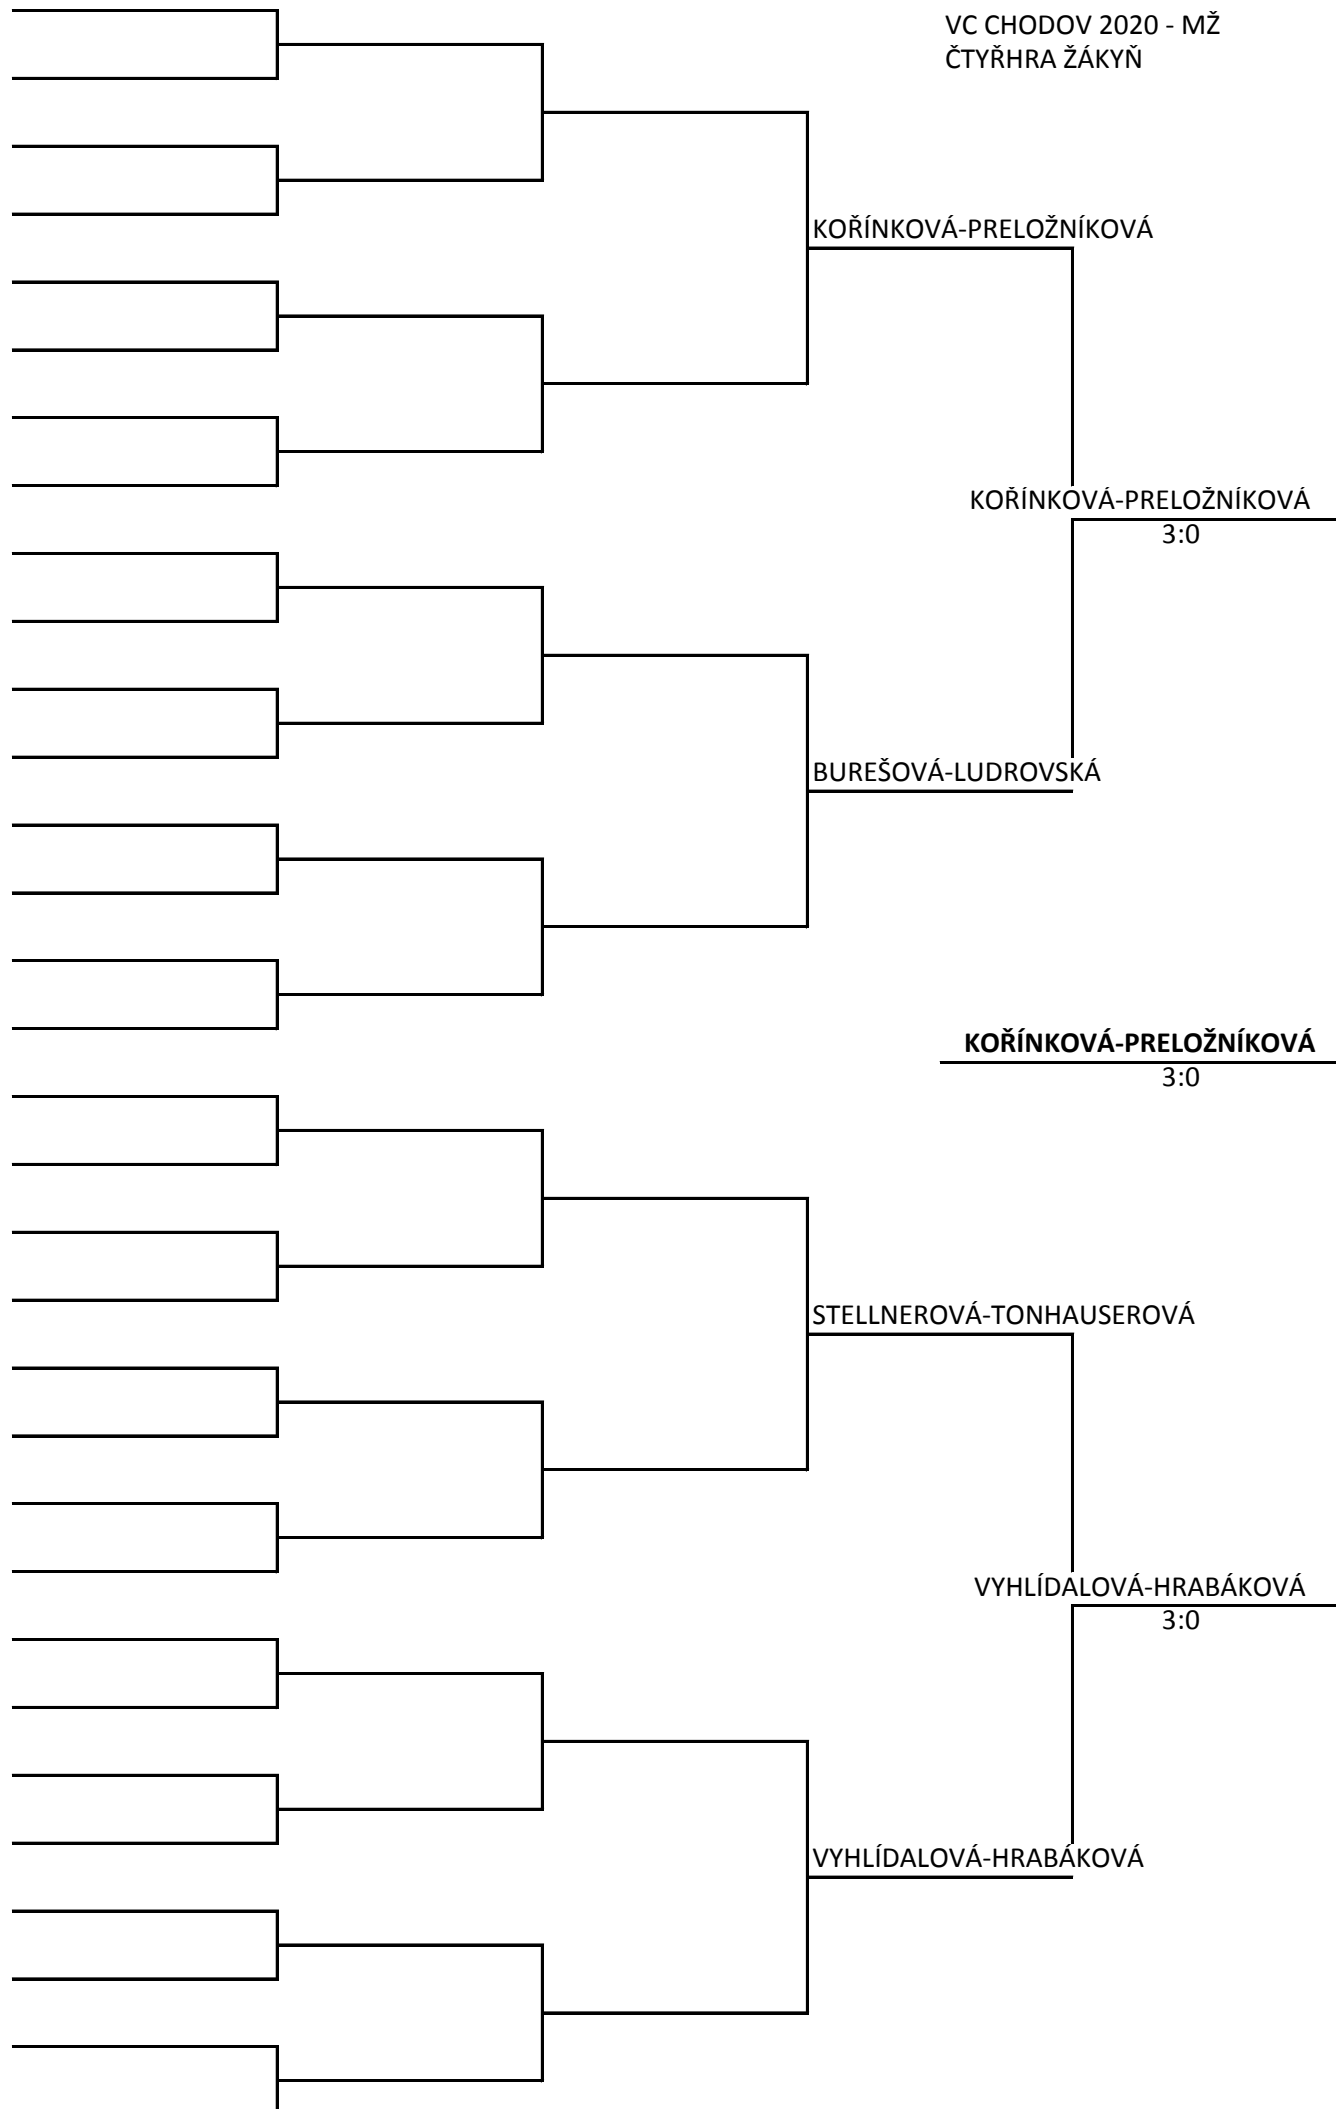 VC CHODOV 2020 - MŽ
ČTYŘHRA ŽÁKYŇ
KOŘÍNKOVÁ-PRELOŽNÍKOVÁ
KOŘÍNKOVÁ-PRELOŽNÍKOVÁ
3:0
BUREŠOVÁ-LUDROVSKÁ
KOŘÍNKOVÁ-PRELOŽNÍKOVÁ
3:0
STELLNEROVÁ-TONHAUSEROVÁ
VYHLÍDALOVÁ-HRABÁKOVÁ
3:0
VYHLÍDALOVÁ-HRABÁKOVÁ